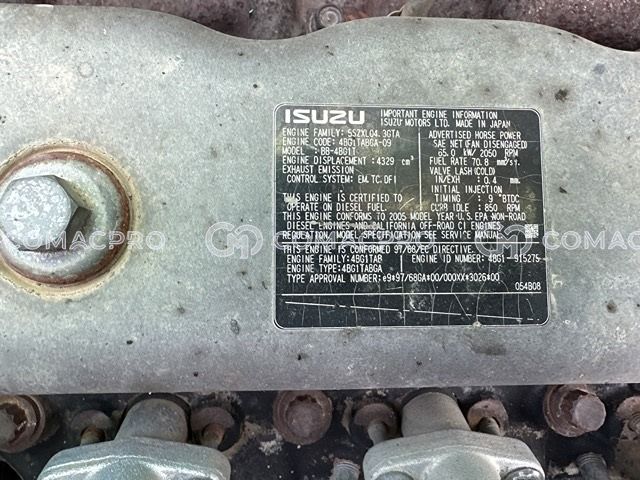 ISUZU IMPORTANT ENGINE INFORMATION
ISUZU MOTORS LTD. MADE IN JAPAN
ENGINE FAMILY: 5SZXL04.3GTA
ENGINE CODE: 4BG1TABGA-09
MODEL: BB-4BG1T
ENGINE DISPLACEMENT: 4329 cm³
EXHAUST EMISSION
CONTROL SYSTEM: EM.TC.DFI
ADVERTISED HORSE POWER
SAE NET(FAN DISENGAGED)
65.0 kW/ 2050 RPM
FUEL RATE 70.8 mm³/st.
VALVE LASH(COLD)
IN/EXH : 0.4 mm
INITIAL INJECTION
TIMING : 9 °BTDC
CURB IDLE : 850 RPM
THIS ENGINE IS CERTIFIED TO
OPERATE ON DIESEL FUEL
THIS ENGINE CONFORMS TO 2005 MODEL YEAR U.S.EPA NON-ROAD
DIESEL ENGINES AND CALIFORNIA OFF-ROAD CI ENGINES
REGULATION, MODEL SPECIFICATION SEE SERVICE MANUAL
THIS ENGINE IS CONFORMED TO 97/68/EC DIRECTIVE.
ENGINE FAMILY: 4BG1TAB ENGINE ID NUMBER: 4BG1 - 915275
ENGINE TYPE: 4BG1TABGA
TYPE APPROVAL NUMBER: e9*97/68GA*00/000XX*3026*00
054B08
COMACPRO
COMACPRO
COMACPRO
COMACPRO
COMACPRO
COMACPRO